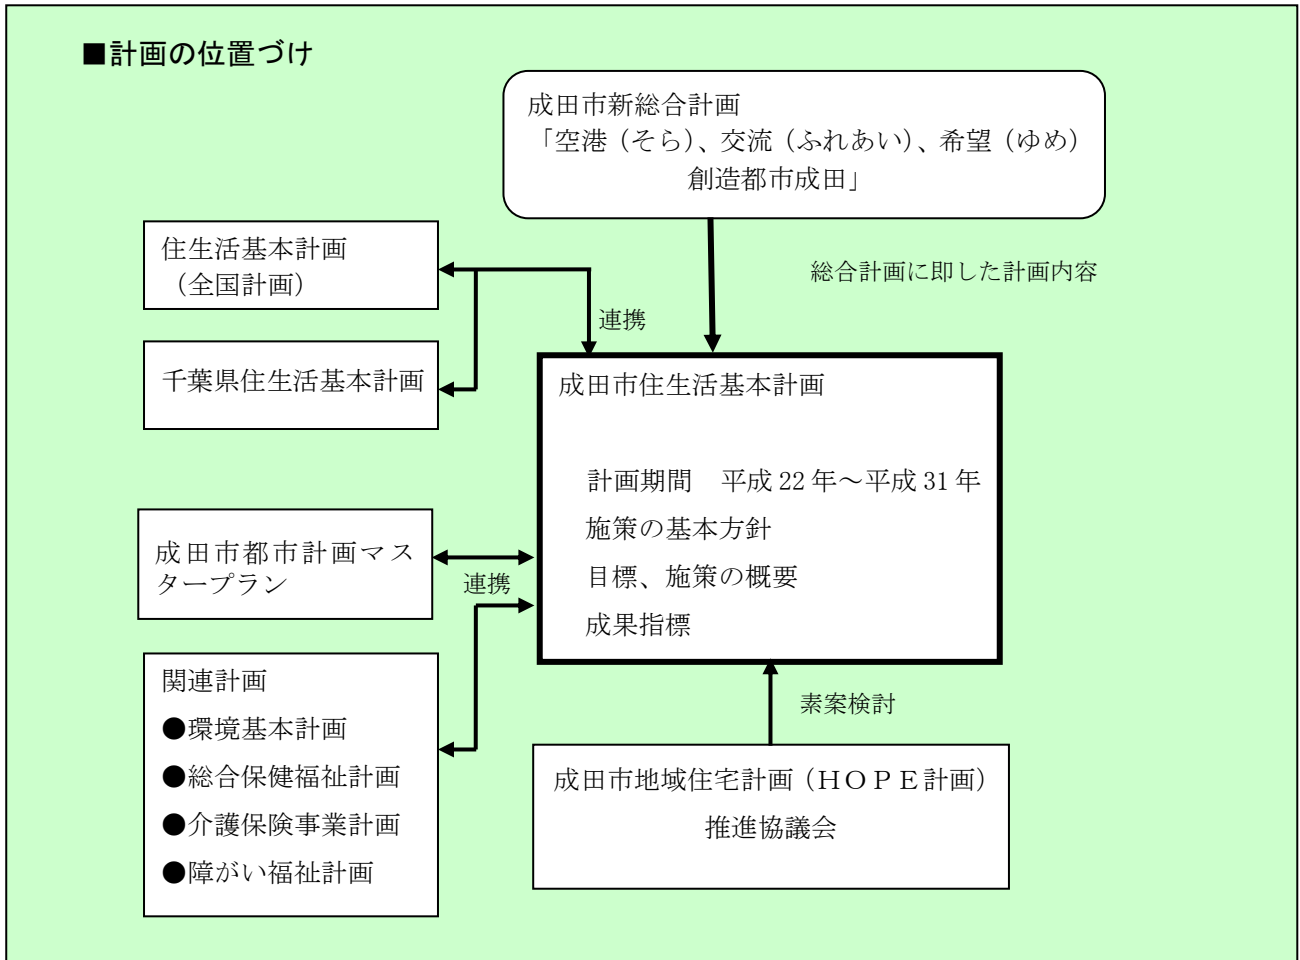 ■計画の位置づけ
成田市新総合計画
「空港（そら）、交流（ふれあい）、希望（ゆめ）
創造都市成田」
総合計画に即した計画内容
住生活基本計画
（全国計画）
連携
千葉県住生活基本計画
成田市住生活基本計画
計画期間　平成 22 年～平成 31 年
施策の基本方針
目標、施策の概要
成果指標
成田市都市計画マス
タープラン
連携
関連計画
●環境基本計画
●総合保健福祉計画
●介護保険事業計画
●障がい福祉計画
素案検討
成田市地域住宅計画（ＨＯＰＥ計画）
推進協議会